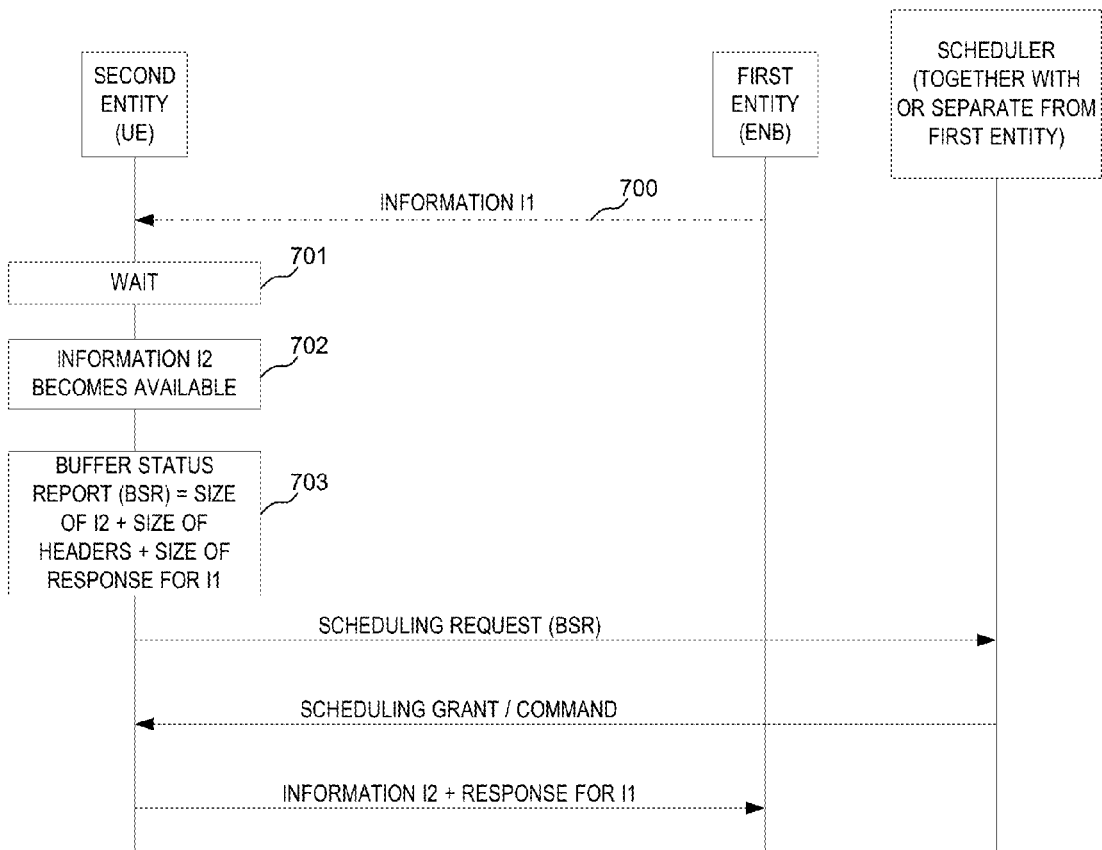 SECOND
ENTITY
(UE)
FIRST
ENTITY
(ENB)
SCHEDULER
(TOGETHER WITH
OR SEPARATE FROM
FIRST ENTITY)
INFORMATION I1
700
WAIT
701
INFORMATION I2
BECOMES AVAILABLE
702
BUFFER STATUS
REPORT (BSR) = SIZE
OF I2 + SIZE OF
HEADERS + SIZE OF
RESPONSE FOR I1
703
SCHEDULING REQUEST (BSR)
SCHEDULING GRANT / COMMAND
INFORMATION I2 + RESPONSE FOR I1